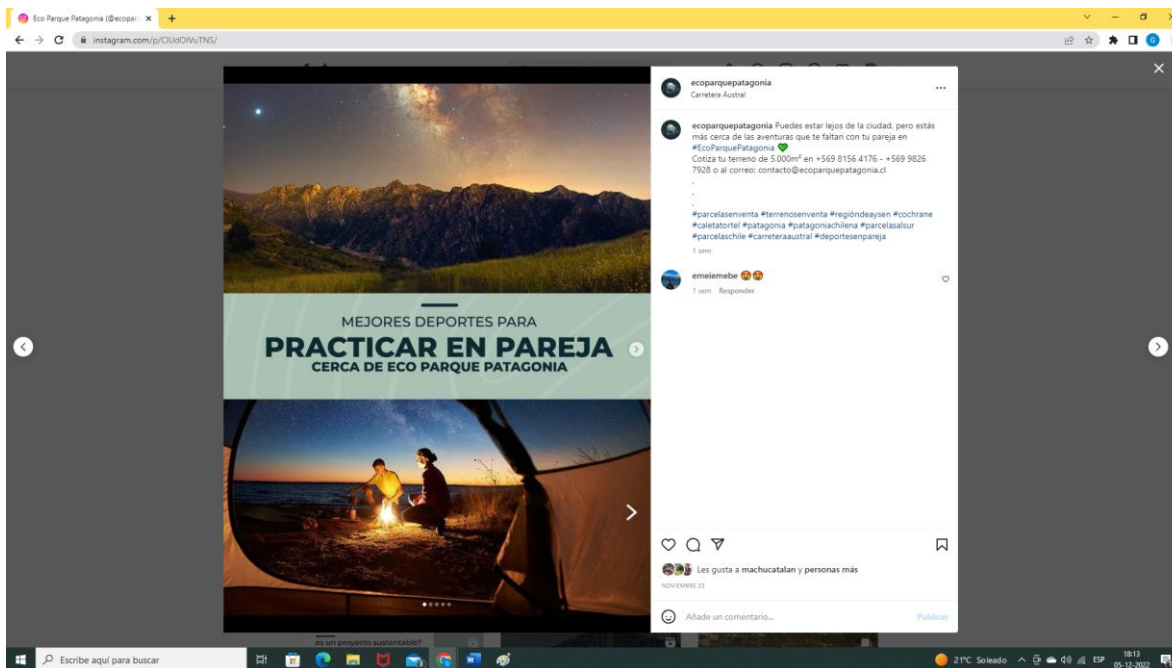 Eco Parque Patagonia (@ecopar
instagram.com/p/ClUdOlVuTNS/
ecoparquepatagonia
Carretera Austral
ecoparquepatagonia Puedes estar lejos de la ciudad, pero estás
más cerca de las aventuras que te faltan con tu pareja en
#EcoParquePatagonia 💚
Cotiza tu terreno de 5.000m² en +569 8156 4176 - +569 9826
7928 o al correo: contacto@ecoparquepatagonia.cl
.
.
.
#parcelasenventa #terrenosenventa #regióndeaysen #cochrane
#caletatortel #patagonia #patagoniachilena #parcelasalsur
#parcelaschile #carreteraaustral #deportesenpareja
1 sem
emeiemebe 😍😍
1 sem Responder
MEJORES DEPORTES PARA
PRACTICAR EN PAREJA
CERCA DE ECO PARQUE PATAGONIA
Les gusta a machucatalan y personas más
NOVIEMBRE 23
Añade un comentario...
Publicar
es un proyecto sustentable?
Escribe aquí para buscar
21°C Soleado
ESP
18:13
05-12-2022